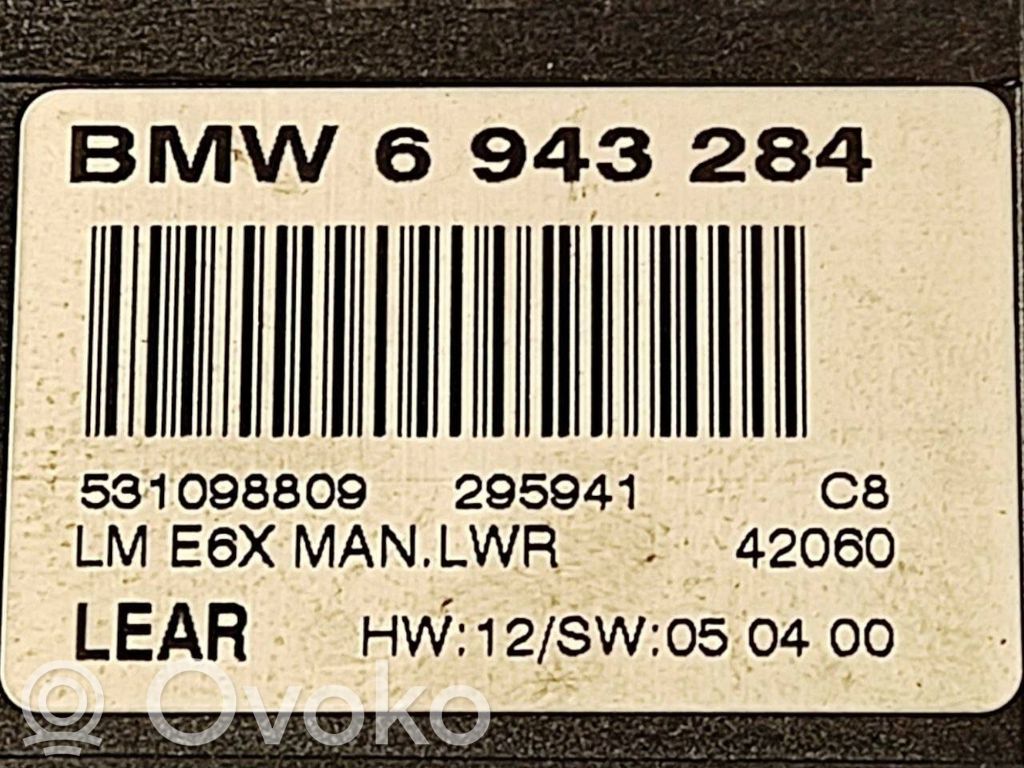 BMW 6 943 284
531098809 295941 C8
LM E6X MAN.LWR 42060
LEAR HW:12/SW:05 04 00
Ovoko